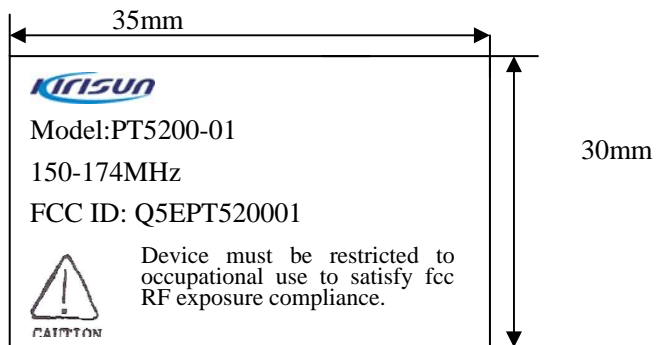 35mm
KIRISUN
Model:PT5200-01
30mm
150-174MHz
FCC ID: Q5EPT520001
Device must be restricted to
occupational use to satisfy fcc
RF exposure compliance.
CAUTION